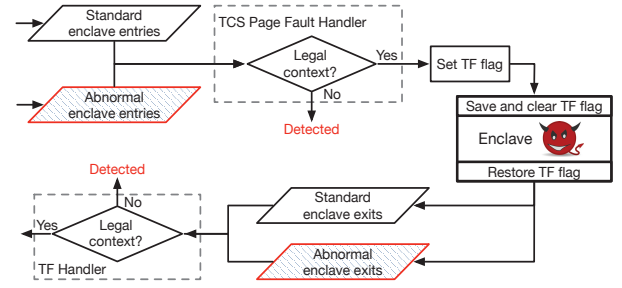 Standard
enclave entries
TCS Page Fault Handler
Legal
context?
Yes
Set TF flag
Abnormal
enclave entries
No
Detected
Save and clear TF flag
Enclave
Restore TF flag
Detected
No
Standard
enclave exits
Yes
Legal
context?
Abnormal
enclave exits
TF Handler